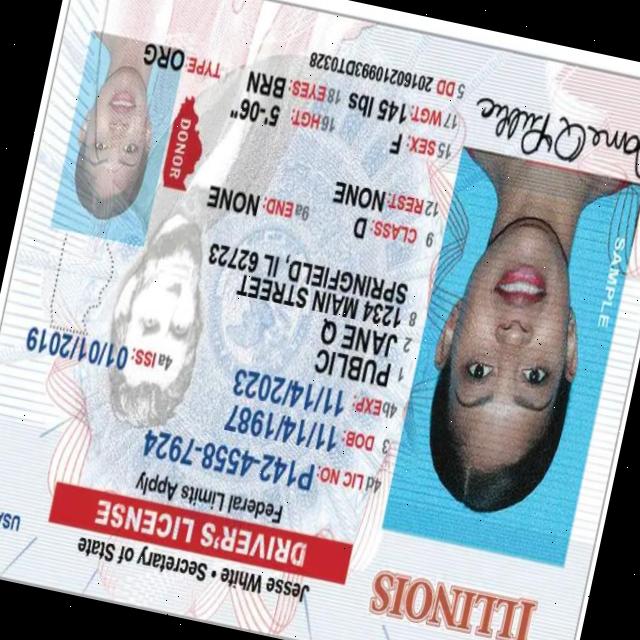 ILLINOIS
USA
Jesse White • Secretary of State
DRIVER'S LICENSE
Federal Limits Apply
4d LIC NO: P142-4558-7924
3 DOB: 11/14/1987
4b EXP: 11/14/2023
4a ISS: 01/01/2019
1 PUBLIC
2 JANE Q
8 1234 MAIN STREET
SPRINGFIELD, IL 62723
9 CLASS: D
9a END: NONE
12 REST: NONE
15 SEX: F
16 HGT: 5'-06"
17 WGT: 145 lbs
18 EYES: BRN
DONOR
5 DD 20160210993DT0328
TYPE: ORG
SAMPLE
Jane Q Public